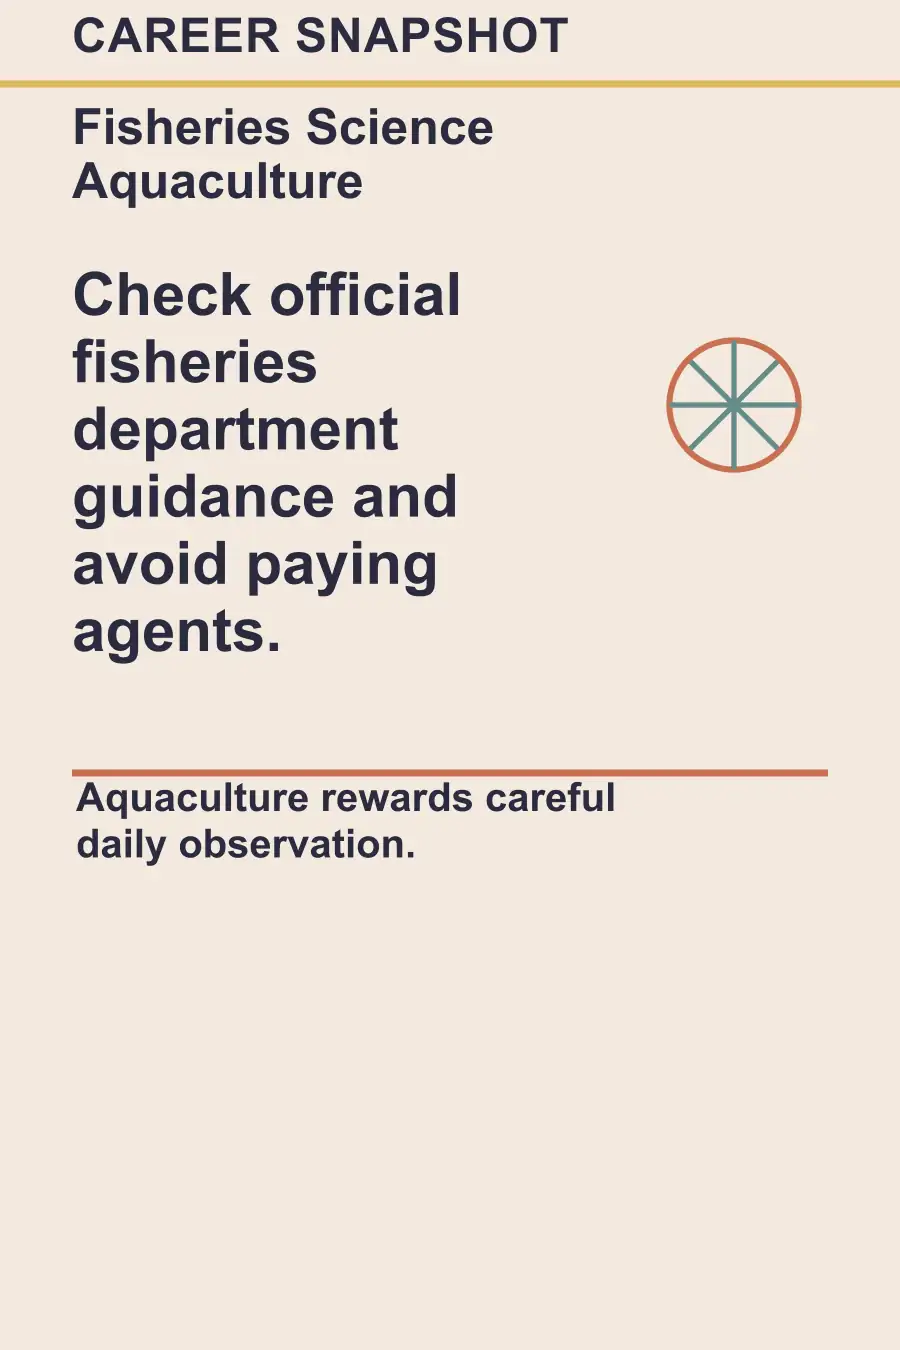 CAREER SNAPSHOT
Fisheries Science
Aquaculture
Check official
fisheries
department
guidance and
avoid paying
agents.
Aquaculture rewards careful
daily observation.